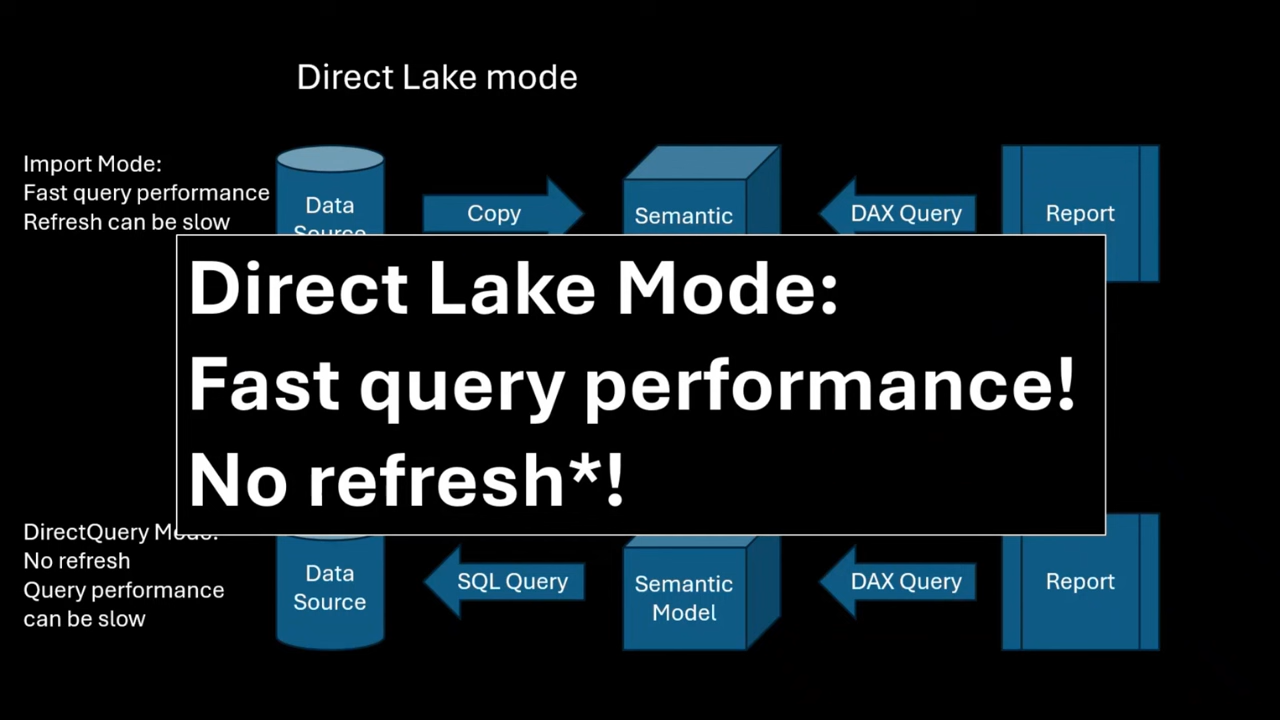 Direct Lake mode
Import Mode:
Fast query performance
Refresh can be slow
Data
Source
Copy
Semantic
DAX Query
Report
Direct Lake Mode:
Fast query performance!
No refresh*!
DirectQuery Mode:
No refresh
Query performance
can be slow
Data
Source
SQL Query
Semantic
Model
DAX Query
Report